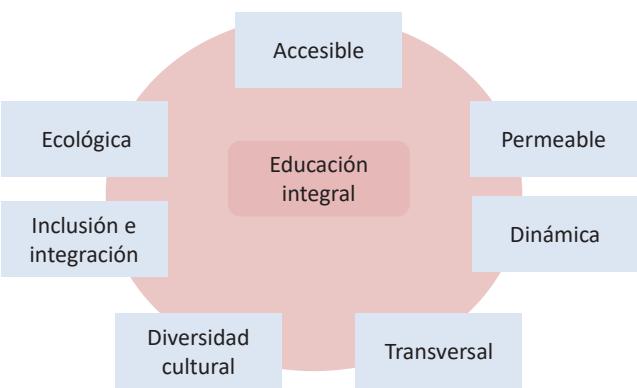 Accesible
Ecológica
Permeable
Educación
integral
Inclusión e
integración
Dinámica
Diversidad
cultural
Transversal